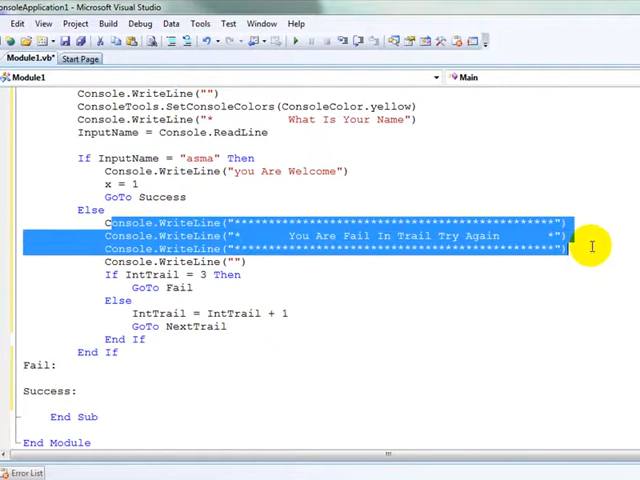 onsoleApplication1 - Microsoft Visual Studio
Edit View Project Build Debug Data Tools Test Window Help
Module1.vb* Start Page
Module1 Main
Console.WriteLine("")
ConsoleTools.SetConsoleColors(ConsoleColor.yellow)
Console.WriteLine("* What Is Your Name")
InputName = Console.ReadLine
If InputName = "asma" Then
Console.WriteLine("you Are Welcome")
x = 1
GoTo Success
Else
Console.WriteLine("***********************************************")
Console.WriteLine("* You Are Fail In Trail Try Again *")
Console.WriteLine("***********************************************")
Console.WriteLine("")
If IntTrail = 3 Then
GoTo Fail
Else
IntTrail = IntTrail + 1
GoTo NextTrail
End If
End If
Fail:
Success:
End Sub
End Module
Error List